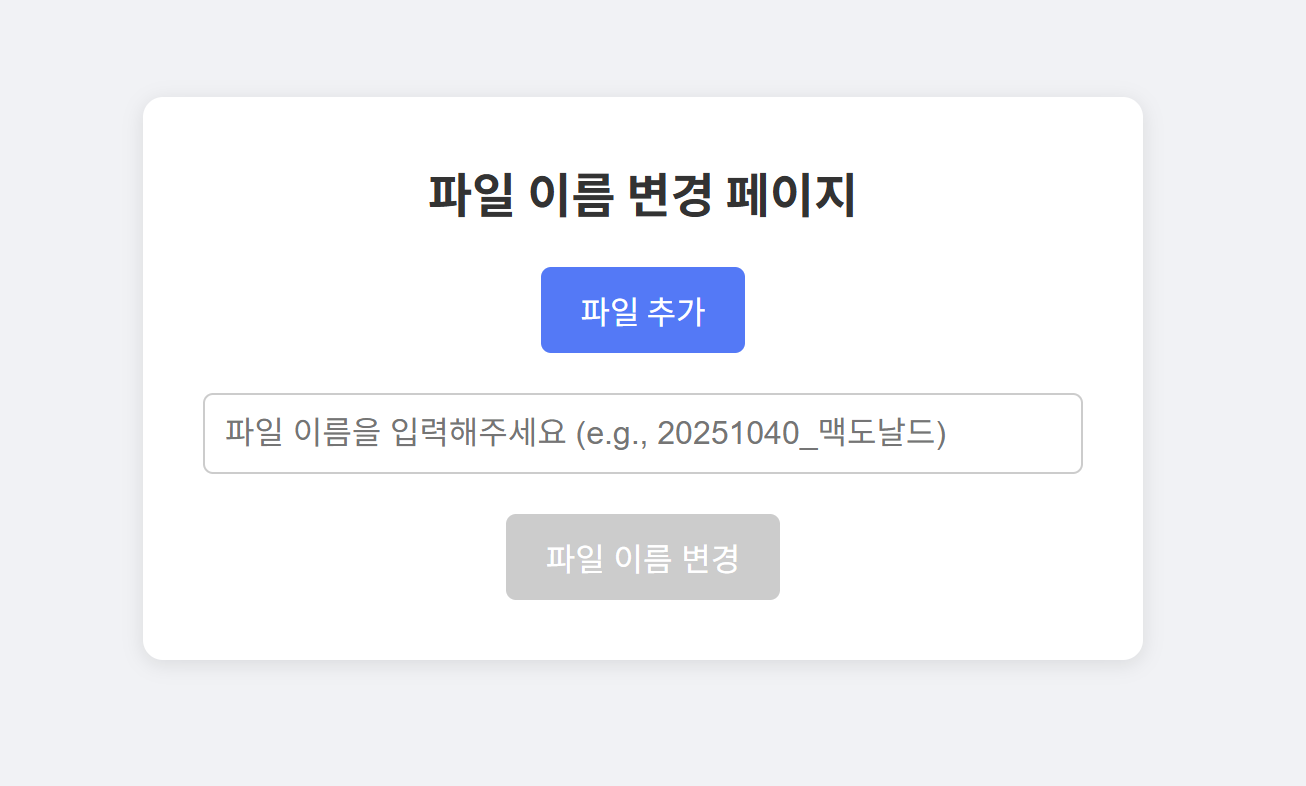 파일 이름 변경 페이지
파일 추가
파일 이름을 입력해주세요 (e.g., 20251040_맥도날드)
파일 이름 변경